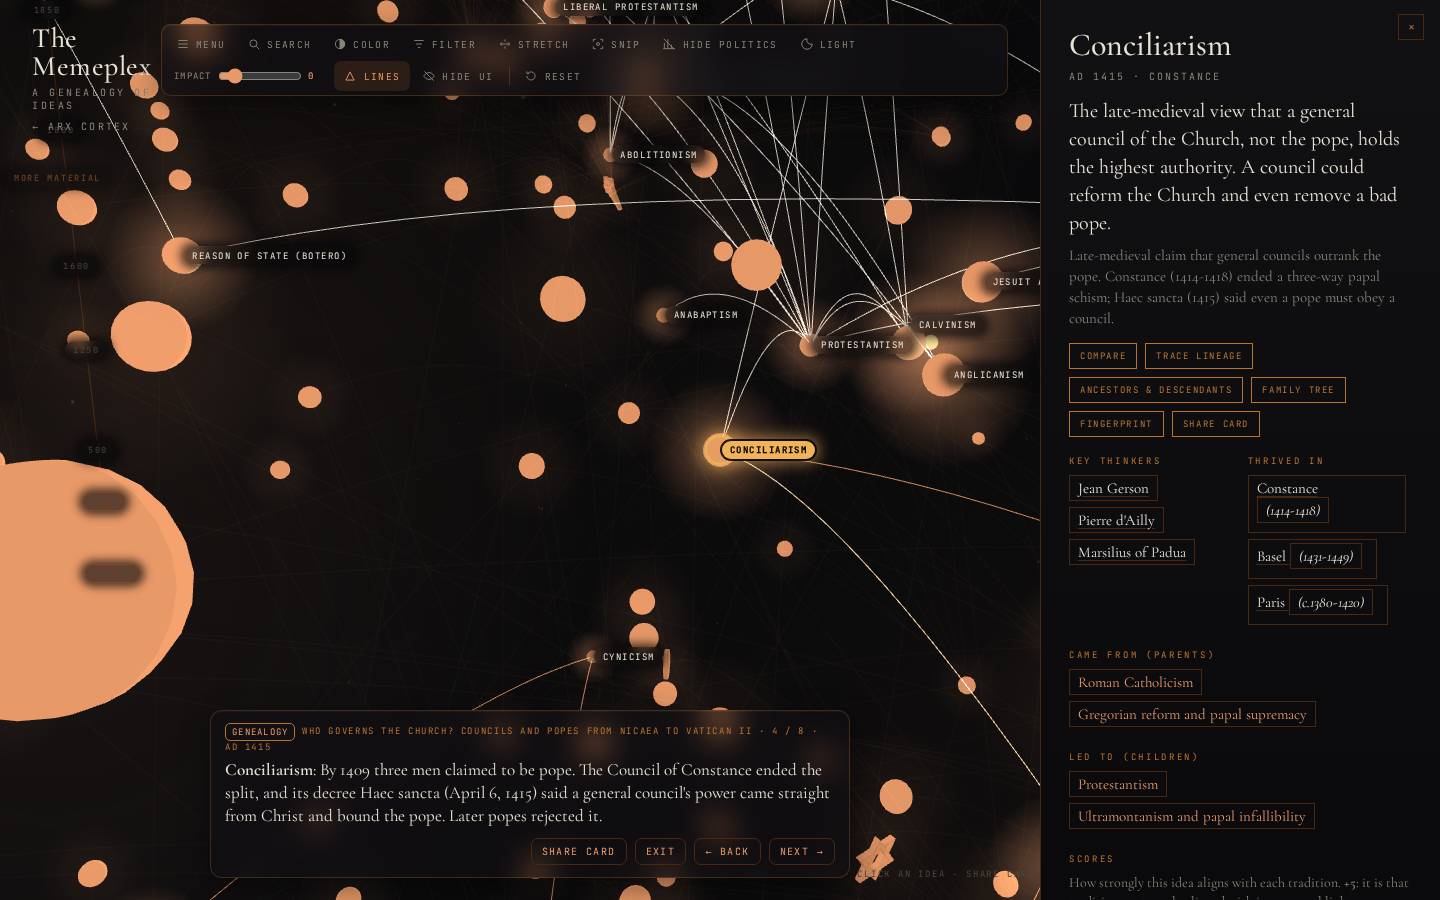 1850
The
Memeplex
A GENEALOGY OF
IDEAS
← ARX CORTEX
MORE MATERIAL
1600
1250
500
MENU
SEARCH
COLOR
FILTER
STRETCH
SNIP
HIDE POLITICS
LIGHT
IMPACT
0
LINES
HIDE UI
RESET
LIBERAL PROTESTANTISM
ABOLITIONISM
REASON OF STATE (BOTERO)
JESUIT
ANABAPTISM
CALVINISM
PROTESTANTISM
ANGLICANISM
CONCILIARISM
CYNICISM
GENEALOGY WHO GOVERNS THE CHURCH? COUNCILS AND POPES FROM NICAEA TO VATICAN II · 4 / 8 ·
AD 1415
Conciliarism: By 1409 three men claimed to be pope. The Council of Constance ended the
split, and its decree Haec sancta (April 6, 1415) said a general council's power came straight
from Christ and bound the pope. Later popes rejected it.
SHARE CARD
EXIT
← BACK
NEXT →
CLICK AN IDEA · SHARE
×
Conciliarism
AD 1415 · CONSTANCE
The late-medieval view that a general
council of the Church, not the pope, holds
the highest authority. A council could
reform the Church and even remove a bad
pope.
Late-medieval claim that general councils outrank the
pope. Constance (1414-1418) ended a three-way papal
schism; Haec sancta (1415) said even a pope must obey a
council.
COMPARE
TRACE LINEAGE
ANCESTORS & DESCENDANTS
FAMILY TREE
FINGERPRINT
SHARE CARD
KEY THINKERS
Jean Gerson
Pierre d'Ailly
Marsilius of Padua
THRIVED IN
Constance
(1414-1418)
Basel (1431-1449)
Paris (c.1380-1420)
CAME FROM (PARENTS)
Roman Catholicism
Gregorian reform and papal supremacy
LED TO (CHILDREN)
Protestantism
Ultramontanism and papal infallibility
SCORES
How strongly this idea aligns with each tradition. +5: it is that